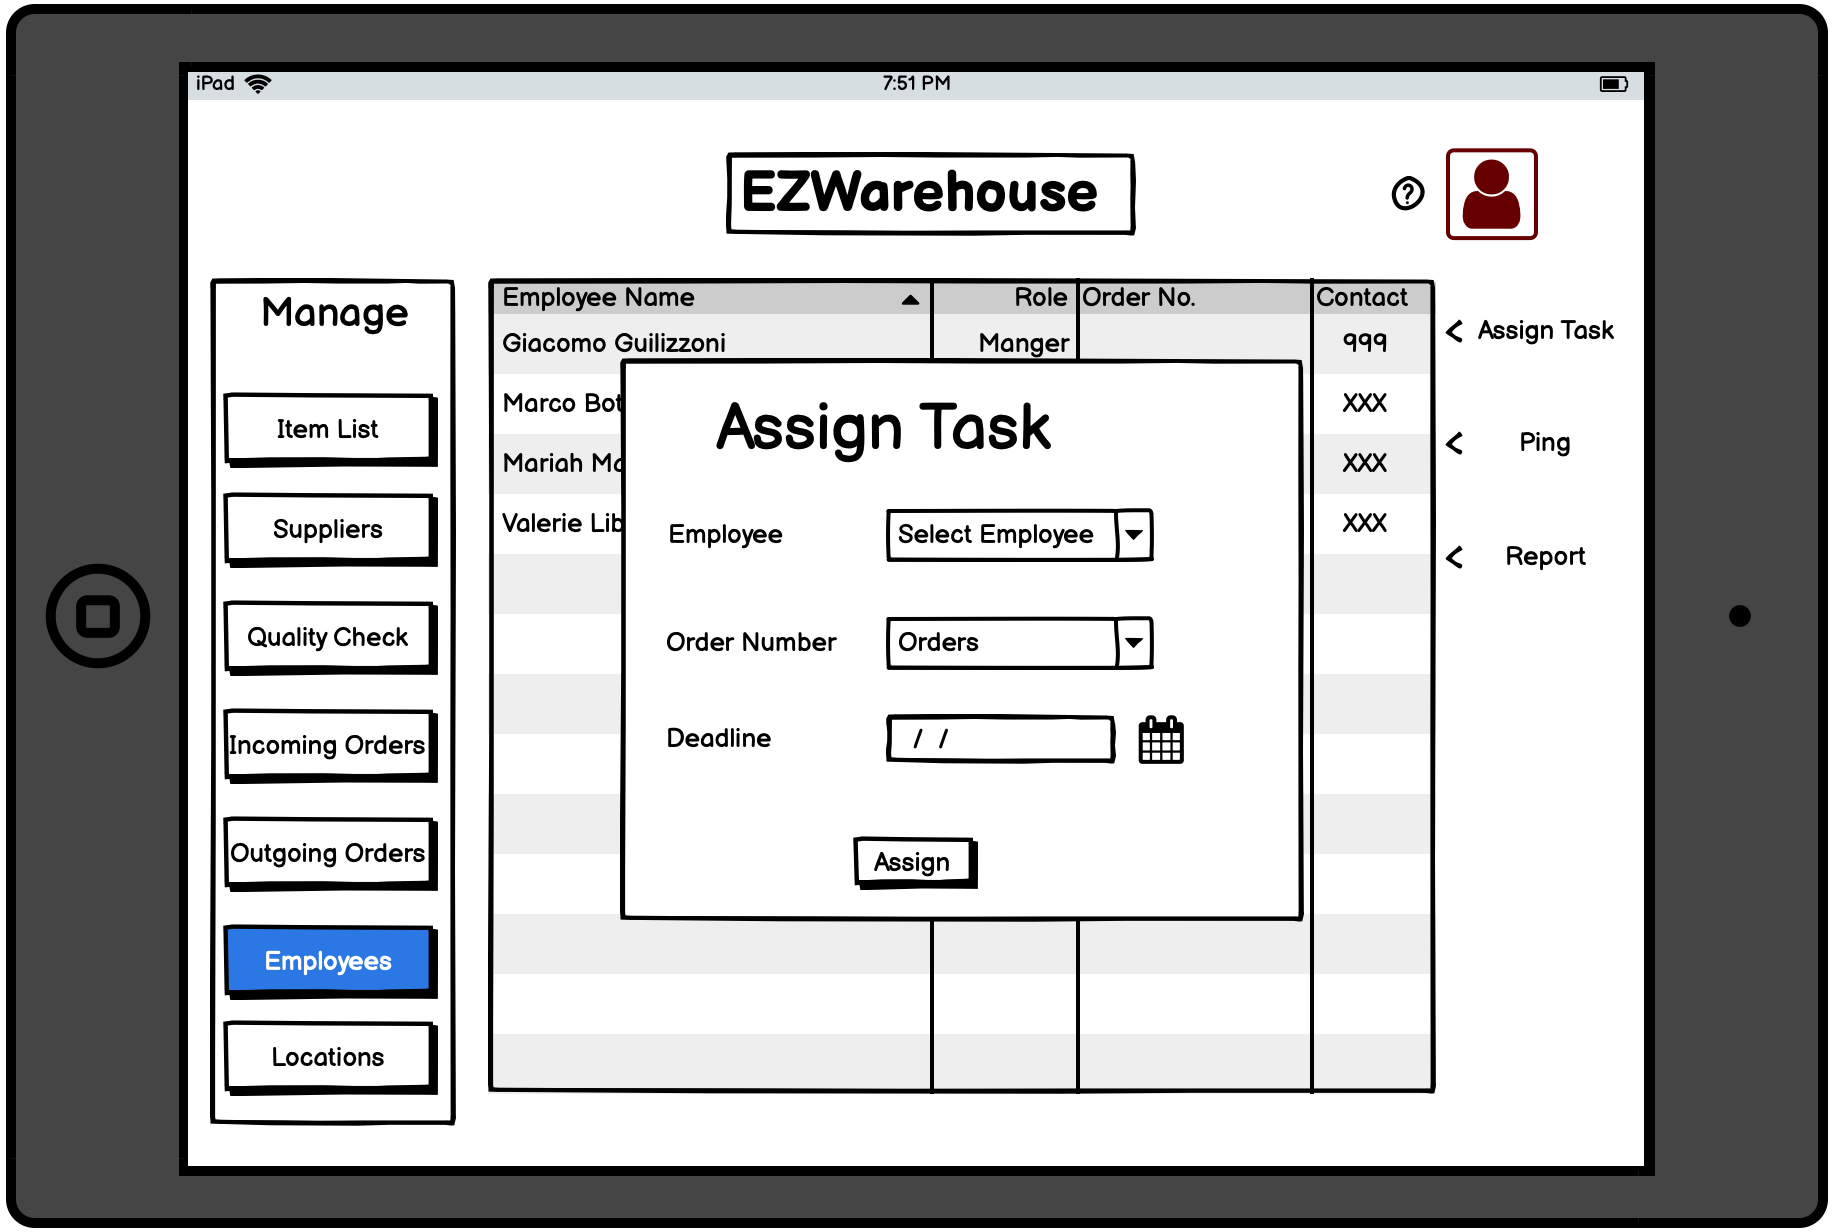 iPad 7:51 PM
EZWarehouse
?
Manage
Item List
Suppliers
Quality Check
Incoming Orders
Outgoing Orders
Employees
Locations
Employee Name Role Order No. Contact
Giacomo Guilizzoni Manger 999
Marco Bot XXX
Mariah Ma XXX
Valerie Lib XXX
Assign Task
Employee Select Employee
Order Number Orders
Deadline / /
Assign
< Assign Task
< Ping
< Report